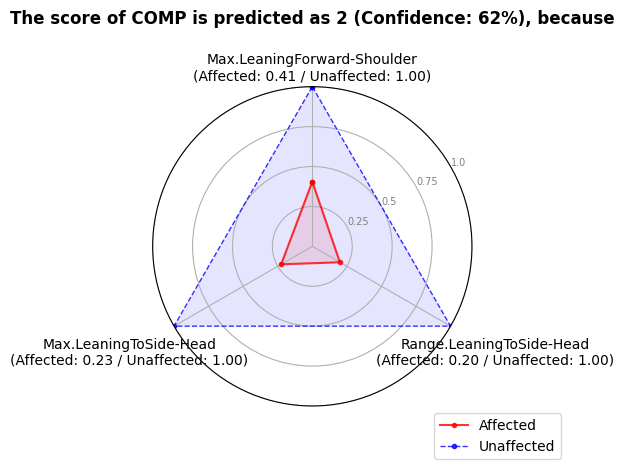 The score of COMP is predicted as 2 (Confidence: 62%), because
Max.LeaningForward-Shoulder
(Affected: 0.41 / Unaffected: 1.00)
1.0
0.75
0.5
0.25
Max.LeaningToSide-Head
(Affected: 0.23 / Unaffected: 1.00)
Range.LeaningToSide-Head
(Affected: 0.20 / Unaffected: 1.00)
Affected
Unaffected